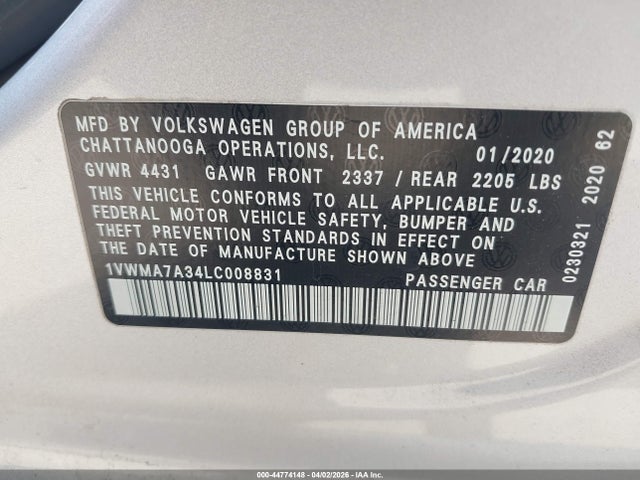 MFD BY VOLKSWAGEN GROUP OF AMERICA
CHATTANOOGA OPERATIONS, LLC. 01/2020
GVWR 4431 GAWR FRONT 2337 / REAR 2205 LBS
THIS VEHICLE CONFORMS TO ALL APPLICABLE U.S.
FEDERAL MOTOR VEHICLE SAFETY, BUMPER AND
THEFT PREVENTION STANDARDS IN EFFECT ON
THE DATE OF MANUFACTURE SHOWN ABOVE
1VWMA7A34LC008831 PASSENGER CAR
0230321 2020 62
000-44774148 - 04/02/2026 - IAA Inc.